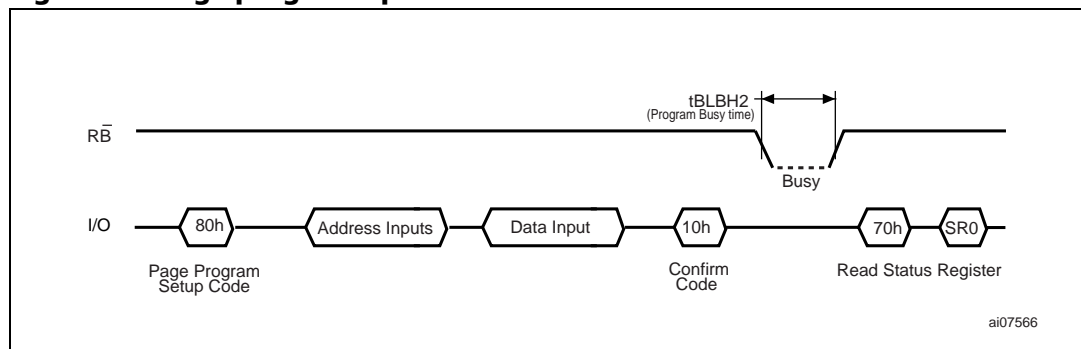 tBLBH2
(Program Busy time)
RB̅
Busy
I/O
80h
Address Inputs
Data Input
10h
70h
SR0
Page Program
Setup Code
Confirm
Code
Read Status Register
ai07566